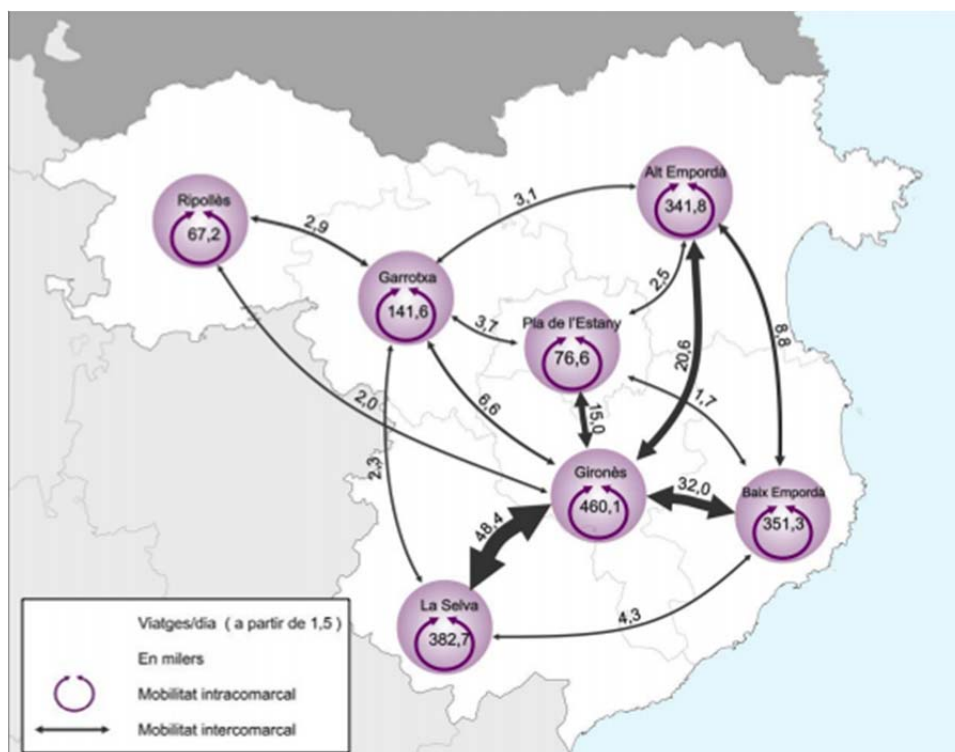 Alt Empordà
341,8
Ripollès
67,2
3,1
2,9
Garrotxa
141,6
2,5
3,7
Pla de l'Estany
76,6
8,8
20,6
2,0
6,6
15,0
1,7
2,3
Gironès
460,1
32,0
Baix Empordà
351,3
48,4
La Selva
382,7
4,3
Viatges/dia ( a partir de 1,5 )
En milers
Mobilitat intracomarcal
Mobilitat intercomarcal